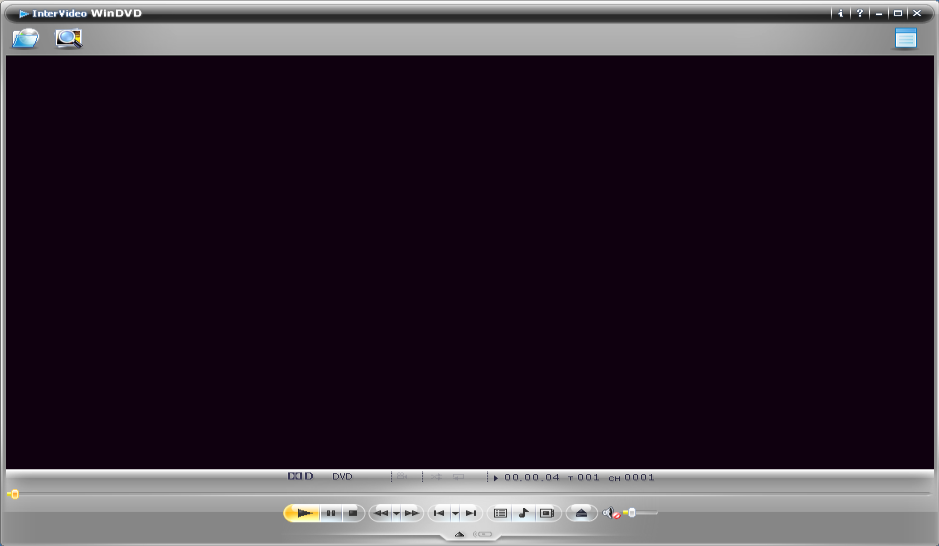 InterVideo WinDVD
DVD 00.00.04 T 001 CH 0001